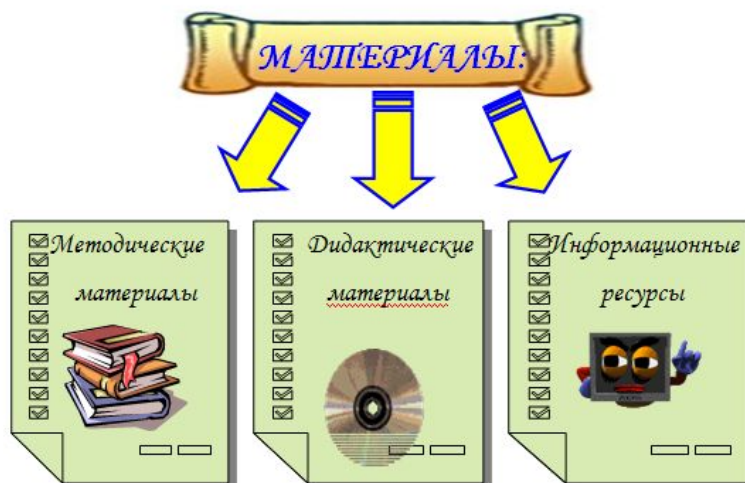 МАТЕРИАЛЫ:
Методические
материалы
Дидактические
материалы
Информационные
ресурсы